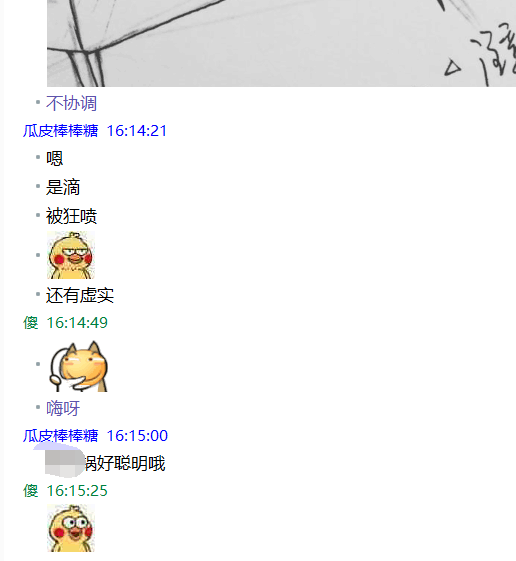 不协调
瓜皮棒棒糖 16:14:21
嗯
是滴
被狂喷
还有虚实
傻 16:14:49
嗨呀
瓜皮棒棒糖 16:15:00
锅好聪明哦
傻 16:15:25